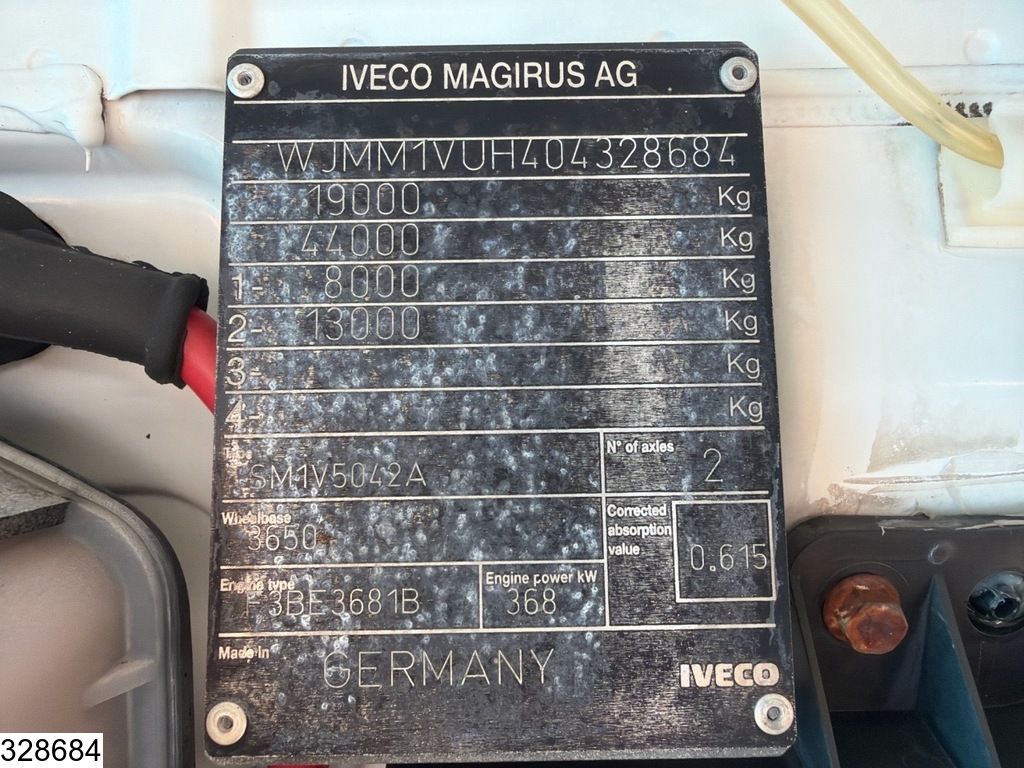 IVECO MAGIRUS AG
WJMM1VUH404328684
19000 Kg
44000 Kg
1- 8000 Kg
2- 13000 Kg
3- Kg
4- Kg
Type
SM1V5042A
N° of axles 2
Wheelbase
3650
Corrected
absorption
value
0.615
Engine type
F3BE3681B
Engine power kW
368
Made in GERMANY
IVECO
328684